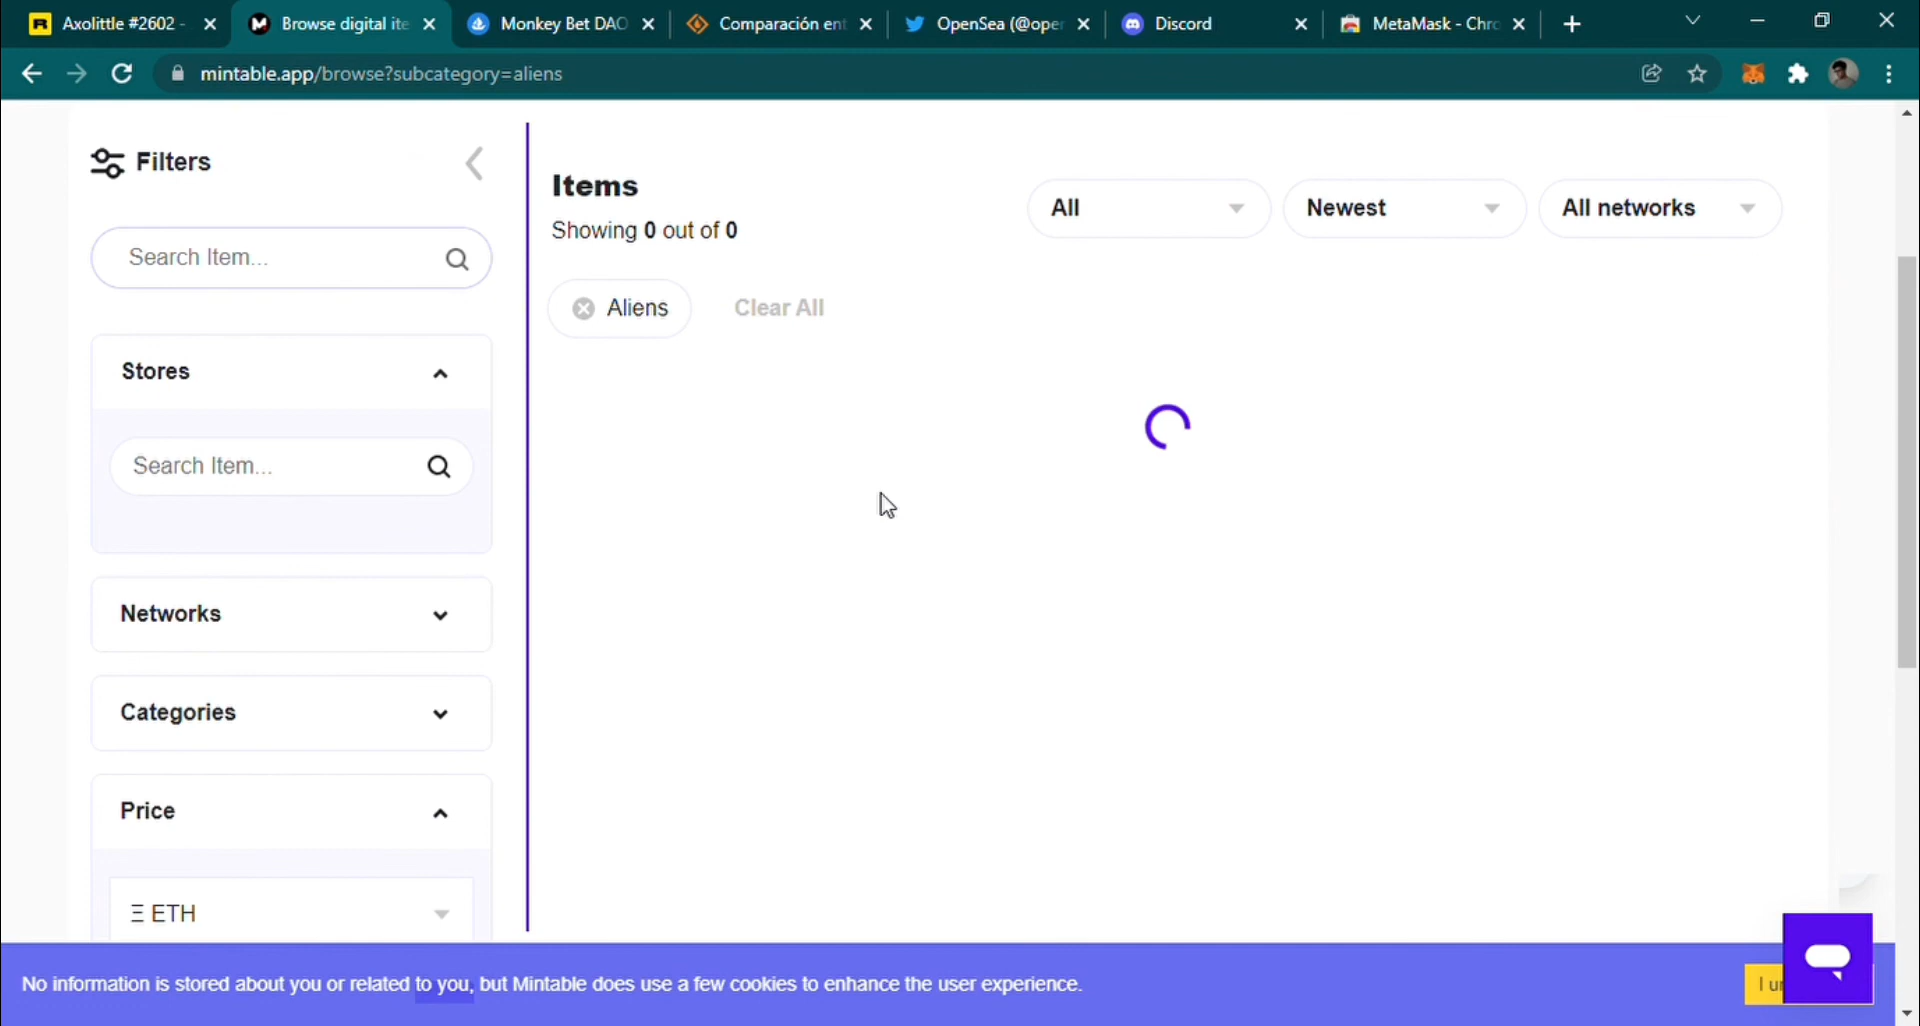 Axolittle #2602 -
Browse digital ite
Monkey Bet DAO
Comparación ent
OpenSea (@open
Discord
MetaMask - Chro
mintable.app/browse?subcategory=aliens
Filters
Search Item...
Stores
Search Item...
Networks
Categories
Price
Ξ ETH
Items
Showing 0 out of 0
All
Newest
All networks
Aliens
Clear All
No information is stored about you or related to you, but Mintable does use a few cookies to enhance the user experience.
I u